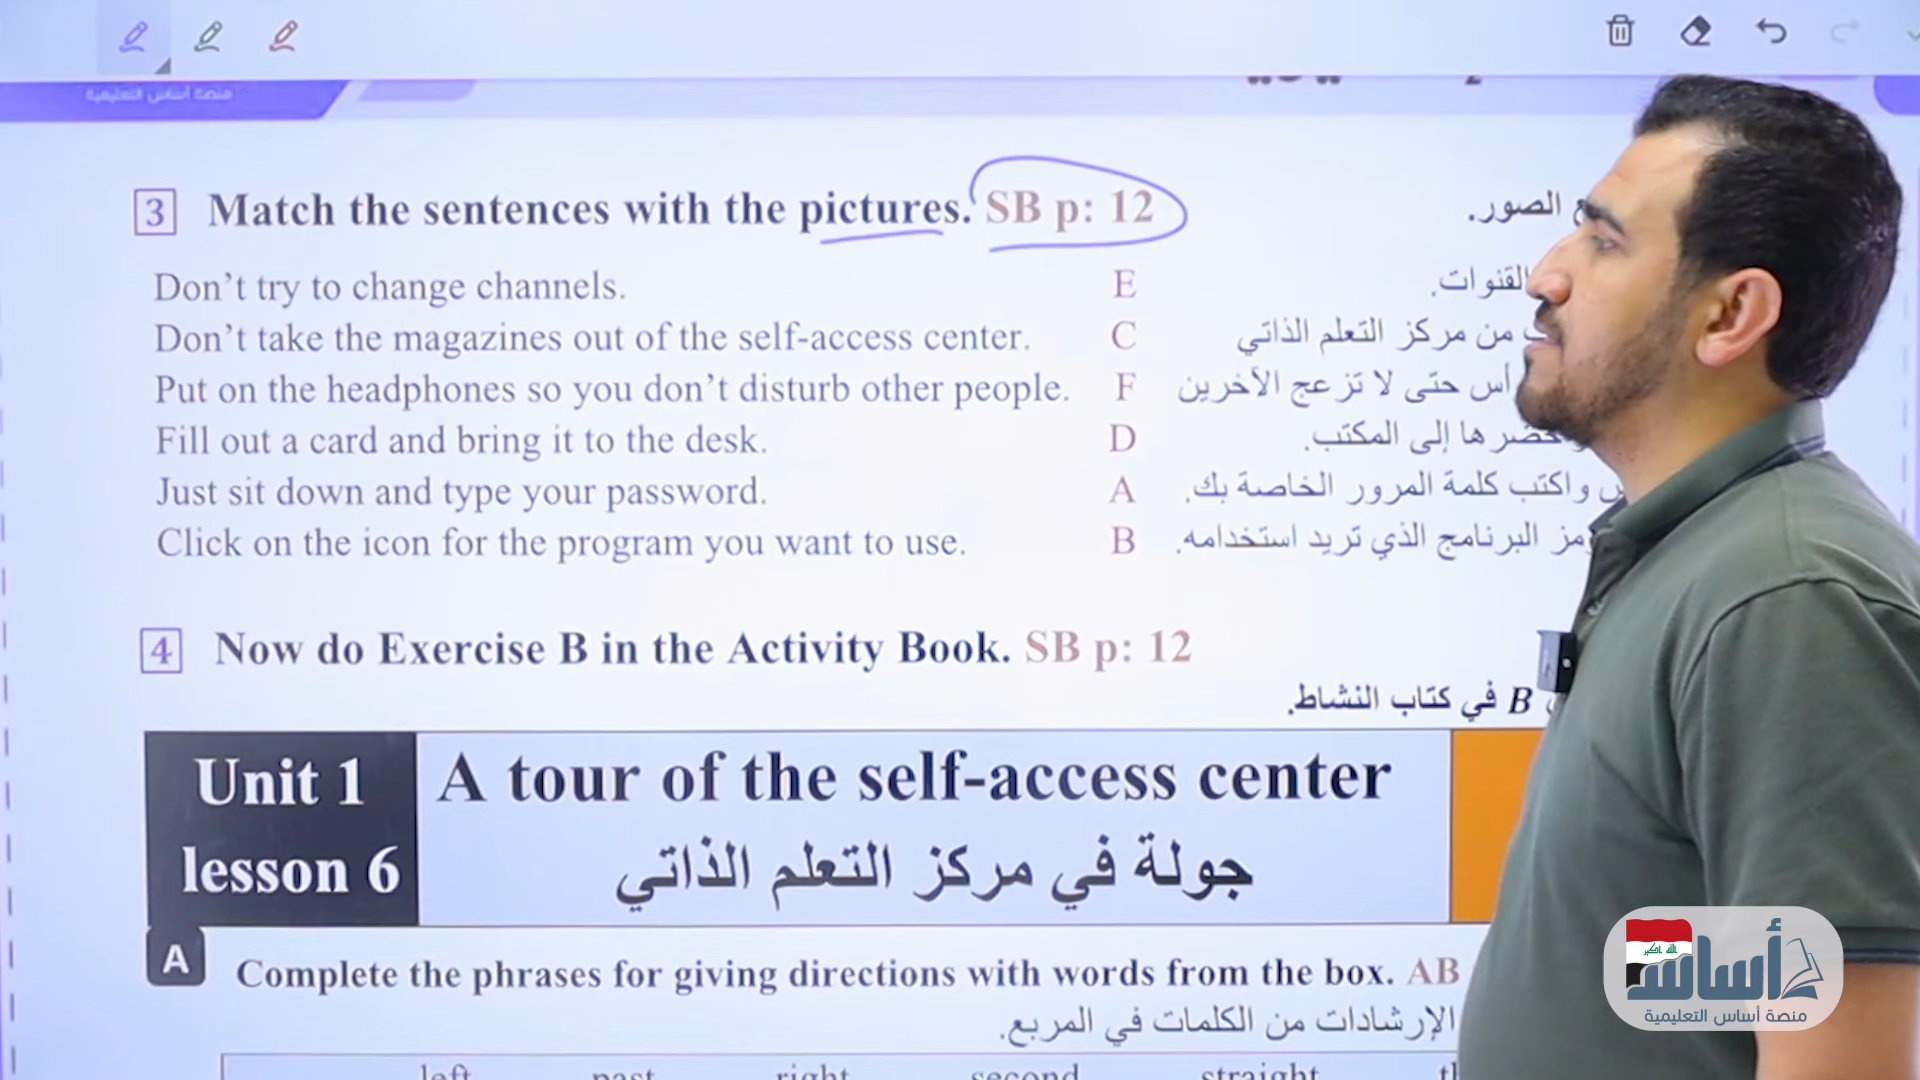 منصة أساس التعليمية
3 Match the sentences with the pictures. SB p: 12
الصور.
Don't try to change channels. E القنوات.
Don't take the magazines out of the self-access center. C من مركز التعلم الذاتي
Put on the headphones so you don't disturb other people. F أس حتى لا تزعج الآخرين
Fill out a card and bring it to the desk. D إلى المكتب.
Just sit down and type your password. A واكتب كلمة المرور الخاصة بك.
Click on the icon for the program you want to use. B البرنامج الذي تريد استخدامه.
4 Now do Exercise B in the Activity Book. SB p: 12
B في كتاب النشاط.
Unit 1
lesson 6
A tour of the self-access center
جولة في مركز التعلم الذاتي
A Complete the phrases for giving directions with words from the box. AB
الإرشادات من الكلمات في المربع.
left past right second straight
أساس
منصة أساس التعليمية